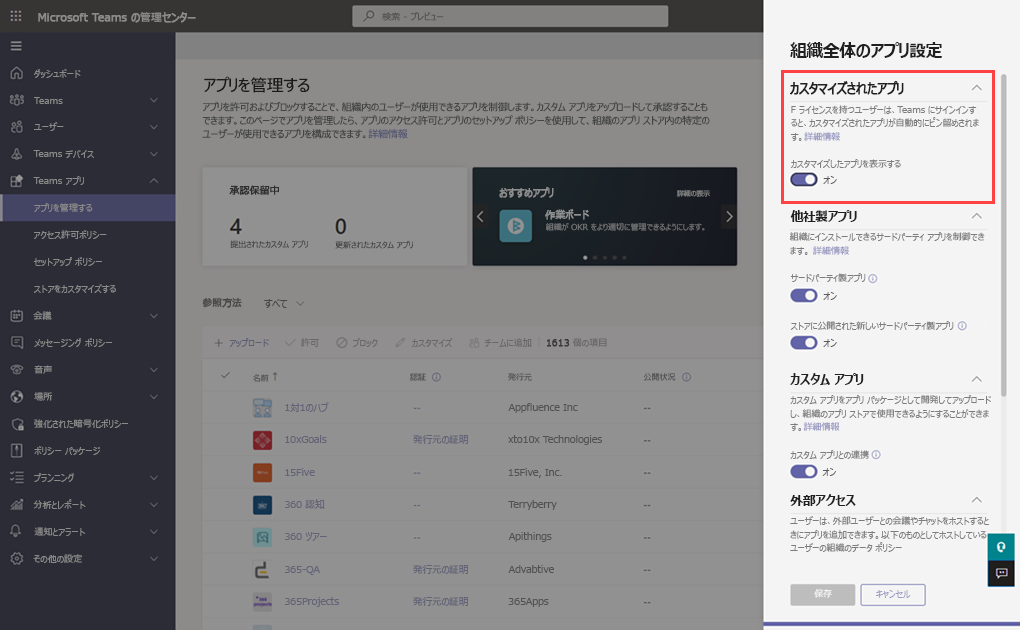 Microsoft Teams の管理センター
検索 - プレビュー
ダッシュボード
Teams
ユーザー
Teams デバイス
Teams アプリ
アプリを管理する
アクセス許可ポリシー
セットアップ ポリシー
ストアをカスタマイズする
会議
メッセージング ポリシー
音声
場所
強化された暗号化ポリシー
ポリシー パッケージ
プランニング
分析とレポート
通知とアラート
その他の設定
アプリを管理する
アプリを許可およびブロックすることで、組織内のユーザーが使用できるアプリを制御します。カスタム アプリをアップロードして承認することも
できます。このページでアプリを管理したら、アプリのアクセス許可とアプリのセットアップ ポリシーを使用して、組織のアプリ ストア内の特定の
ユーザーが使用できるアプリを構成できます。詳細情報
承認保留中
4
提出されたカスタム アプリ
0
更新されたカスタム アプリ
おすすめアプリ
詳細の表示
作業ボード
組織が OKR をより適切に管理できるようにします。
参照方法 すべて
アップロード 許可 ブロック カスタマイズ チームに追加 1613 個の項目
名前 ↑ 認証 発行元 公開状況
1対1のハブ -- Appfluence Inc --
10xGoals 発行元の証明 xto10x Technologies --
15Five -- 15Five, Inc. --
360 認知 -- Terryberry --
360 ツアー -- Apithings --
365-QA 発行元の証明 Advabtive --
365Projects 発行元の証明 365Apps --
組織全体のアプリ設定
カスタマイズされたアプリ
F ライセンスを持つユーザーは、Teams にサインインす
ると、カスタマイズされたアプリが自動的にピン留めされま
す。詳細情報
カスタマイズしたアプリを表示する
オン
他社製アプリ
組織にインストールできるサードパーティ アプリを制御でき
ます。詳細情報
サードパーティ製アプリ
オン
ストアに公開された新しいサードパーティ製アプリ
オン
カスタム アプリ
カスタム アプリをアプリ パッケージとして開発してアップロード
し、組織のアプリ ストアで使用できるようにすることができま
す。詳細情報
カスタム アプリとの連携
オン
外部アクセス
ユーザーは、外部ユーザーとの会議やチャットをホストすると
きにアプリを追加できます。以下のものとしてホストしている
ユーザーの組織のデータ ポリシー
保存
キャンセル